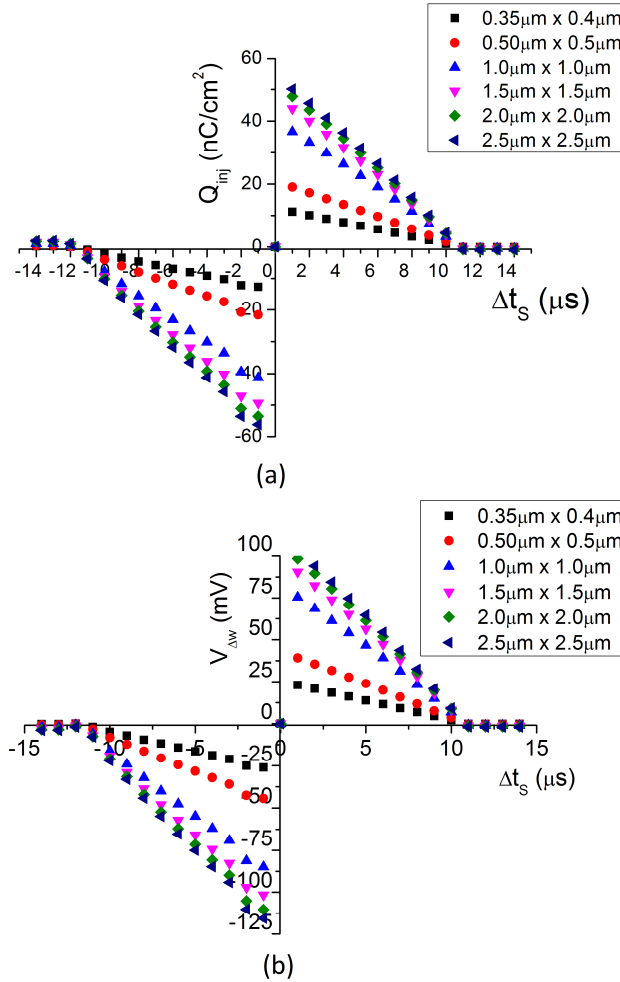 0.35μm x 0.4μm
0.50μm x 0.5μm
1.0μm x 1.0μm
1.5μm x 1.5μm
2.0μm x 2.0μm
2.5μm x 2.5μm
60
40
20
0
Q_inj (nC/cm²)
-14 -12 -10 -8 -6 -4 -2 0 2 4 6 8 10 12 14
Δt_S (μs)
-20
-40
-60
(a)
0.35μm x 0.4μm
0.50μm x 0.5μm
1.0μm x 1.0μm
1.5μm x 1.5μm
2.0μm x 2.0μm
2.5μm x 2.5μm
100
75
50
25
0
V_Δw (mV)
-15 -10 -5 0 5 10 15
Δt_S (μs)
-25
-50
-75
-100
-125
(b)